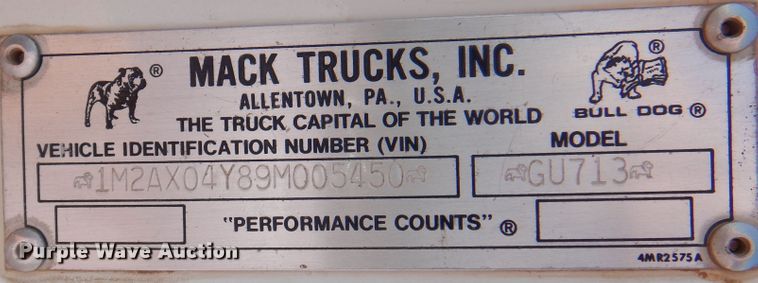 MACK TRUCKS, INC.
ALLENTOWN, PA., U.S.A.
THE TRUCK CAPITAL OF THE WORLD
®
®
BULL DOG ®
VEHICLE IDENTIFICATION NUMBER (VIN)
MODEL
1M2AX04Y89M005450
GU713
"PERFORMANCE COUNTS" ®
Purple Wave Auction
4MR2575A